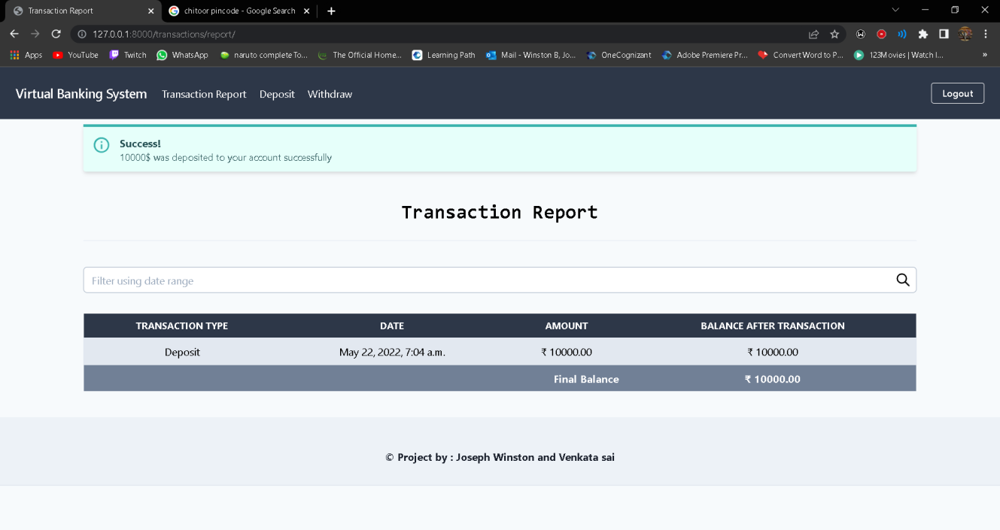 Transaction Report
chitoor pincode - Google Search
127.0.0.1:8000/transactions/report/
Apps YouTube Twitch WhatsApp naruto complete To... The Official Home... Learning Path Mail - Winston B, Jo... OneCognizant Adobe Premiere Pr... Convert Word to P... 123Movies | Watch I... »
Virtual Banking System Transaction Report Deposit Withdraw Logout
Success!
10000$ was deposited to your account successfully
Transaction Report
Filter using date range
TRANSACTION TYPE DATE AMOUNT BALANCE AFTER TRANSACTION
Deposit May 22, 2022, 7:04 a.m. ₹ 10000.00 ₹ 10000.00
Final Balance ₹ 10000.00
© Project by : Joseph Winston and Venkata sai